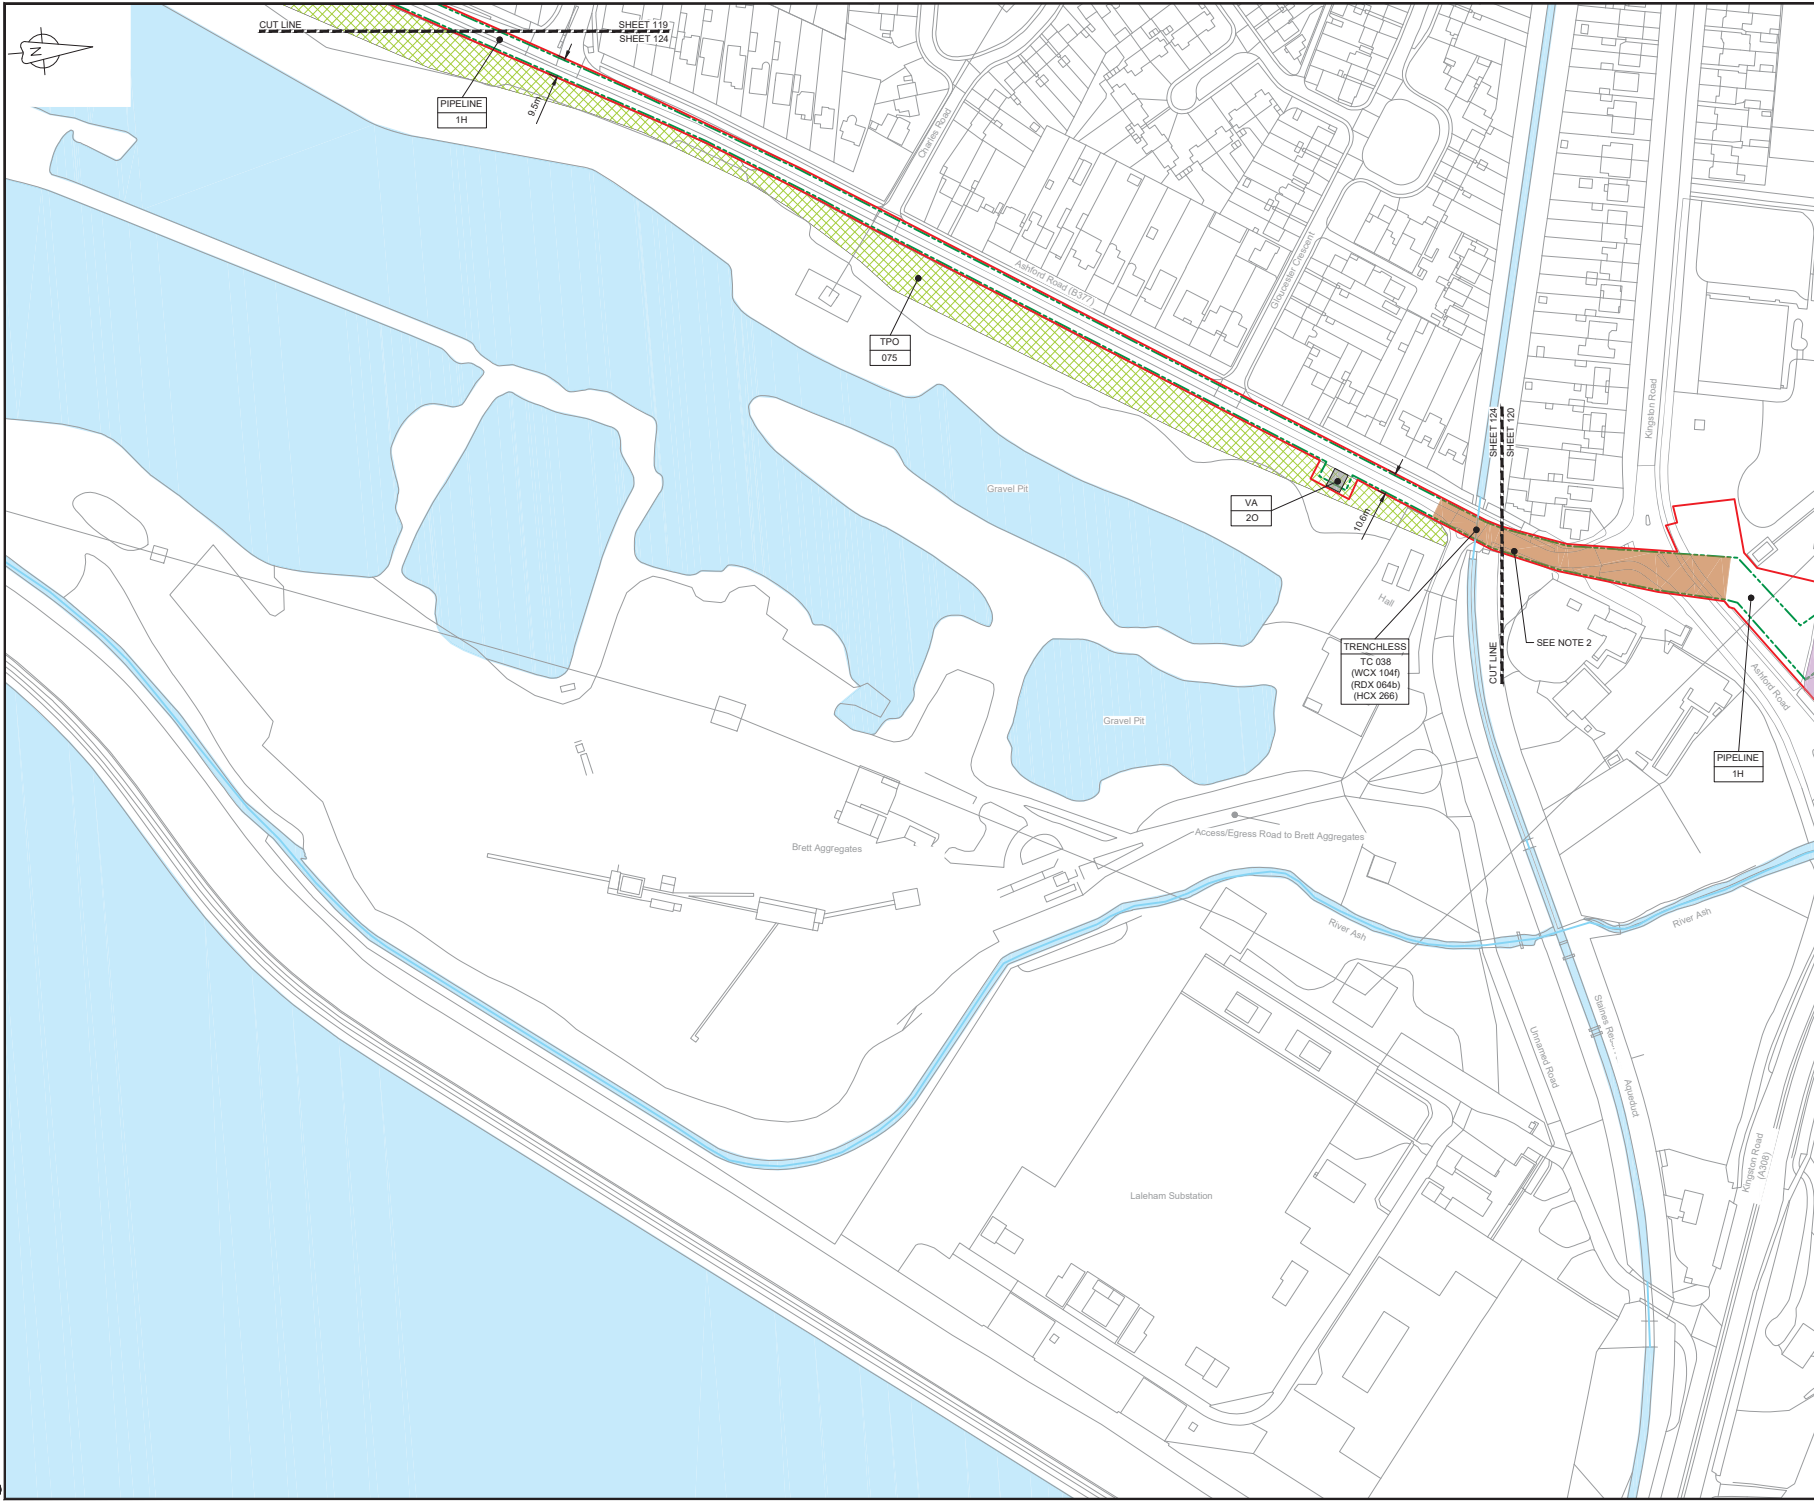 CUT LINE
SHEET 119
SHEET 124
N
PIPELINE
1H
9.5m
Charles Road
Ashford Road (B377)
Gloucester Crescent
TPO
075
Kingston Road
SHEET 124
SHEET 120
Gravel Pit
VA
2O
10.6m
Hall
TRENCHLESS
TC 038
(WCX 104f)
(RDX 064b)
(HCX 266)
CUT LINE
SEE NOTE 2
Ashford Road
Gravel Pit
PIPELINE
1H
Access/Egress Road to Brett Aggregates
Brett Aggregates
River Ash
River Ash
Staines
Unnamed Road
Aqueduct
Kingston Road
(A308)
Laleham Substation